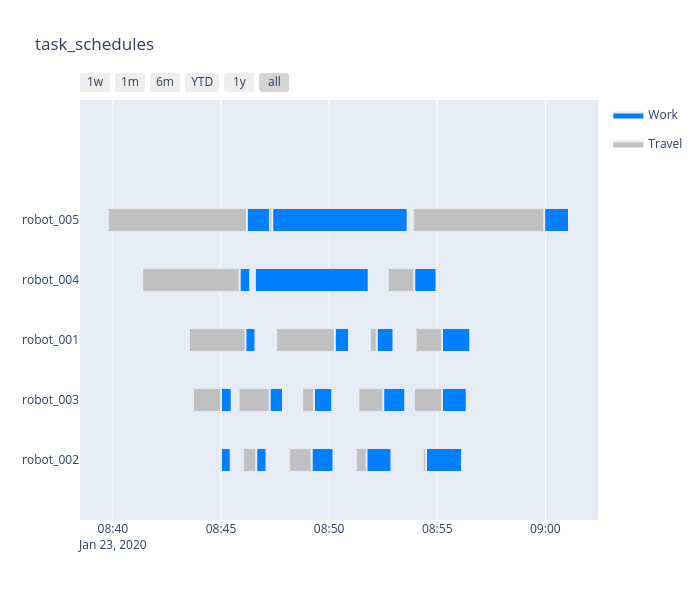 task_schedules
1w 1m 6m YTD 1y all
Work
Travel
robot_005
robot_004
robot_001
robot_003
robot_002
08:40 08:45 08:50 08:55 09:00
Jan 23, 2020